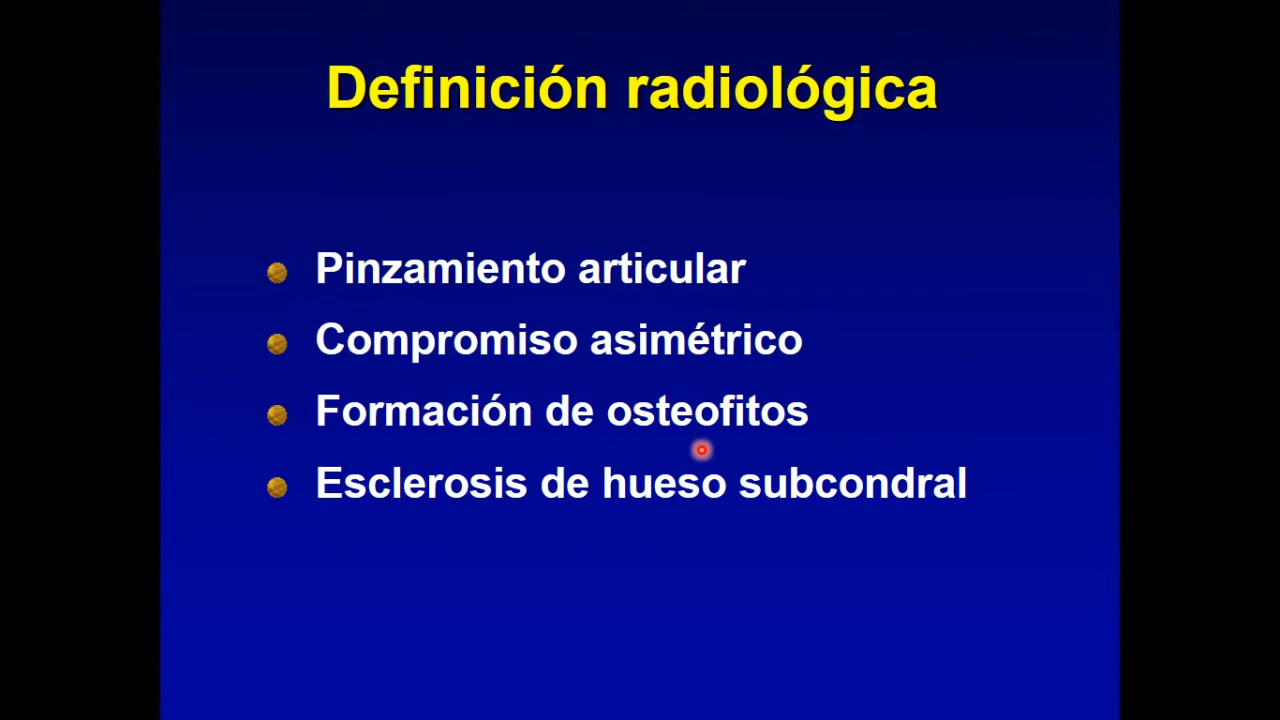 Definición radiológica
Pinzamiento articular
Compromiso asimétrico
Formación de osteofitos
Esclerosis de hueso subcondral